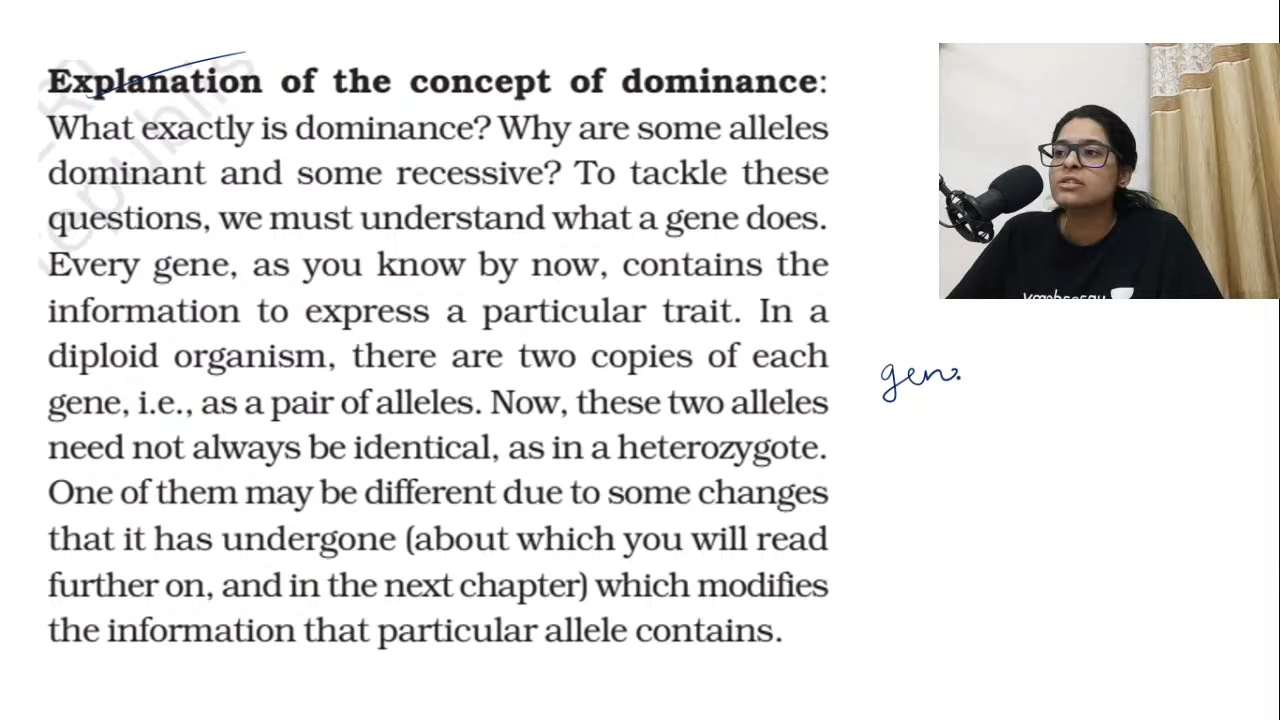 Explanation of the concept of dominance:
What exactly is dominance? Why are some alleles
dominant and some recessive? To tackle these
questions, we must understand what a gene does.
Every gene, as you know by now, contains the
information to express a particular trait. In a
diploid organism, there are two copies of each
gene, i.e., as a pair of alleles. Now, these two alleles
need not always be identical, as in a heterozygote.
One of them may be different due to some changes
that it has undergone (about which you will read
further on, and in the next chapter) which modifies
the information that particular allele contains.
gen